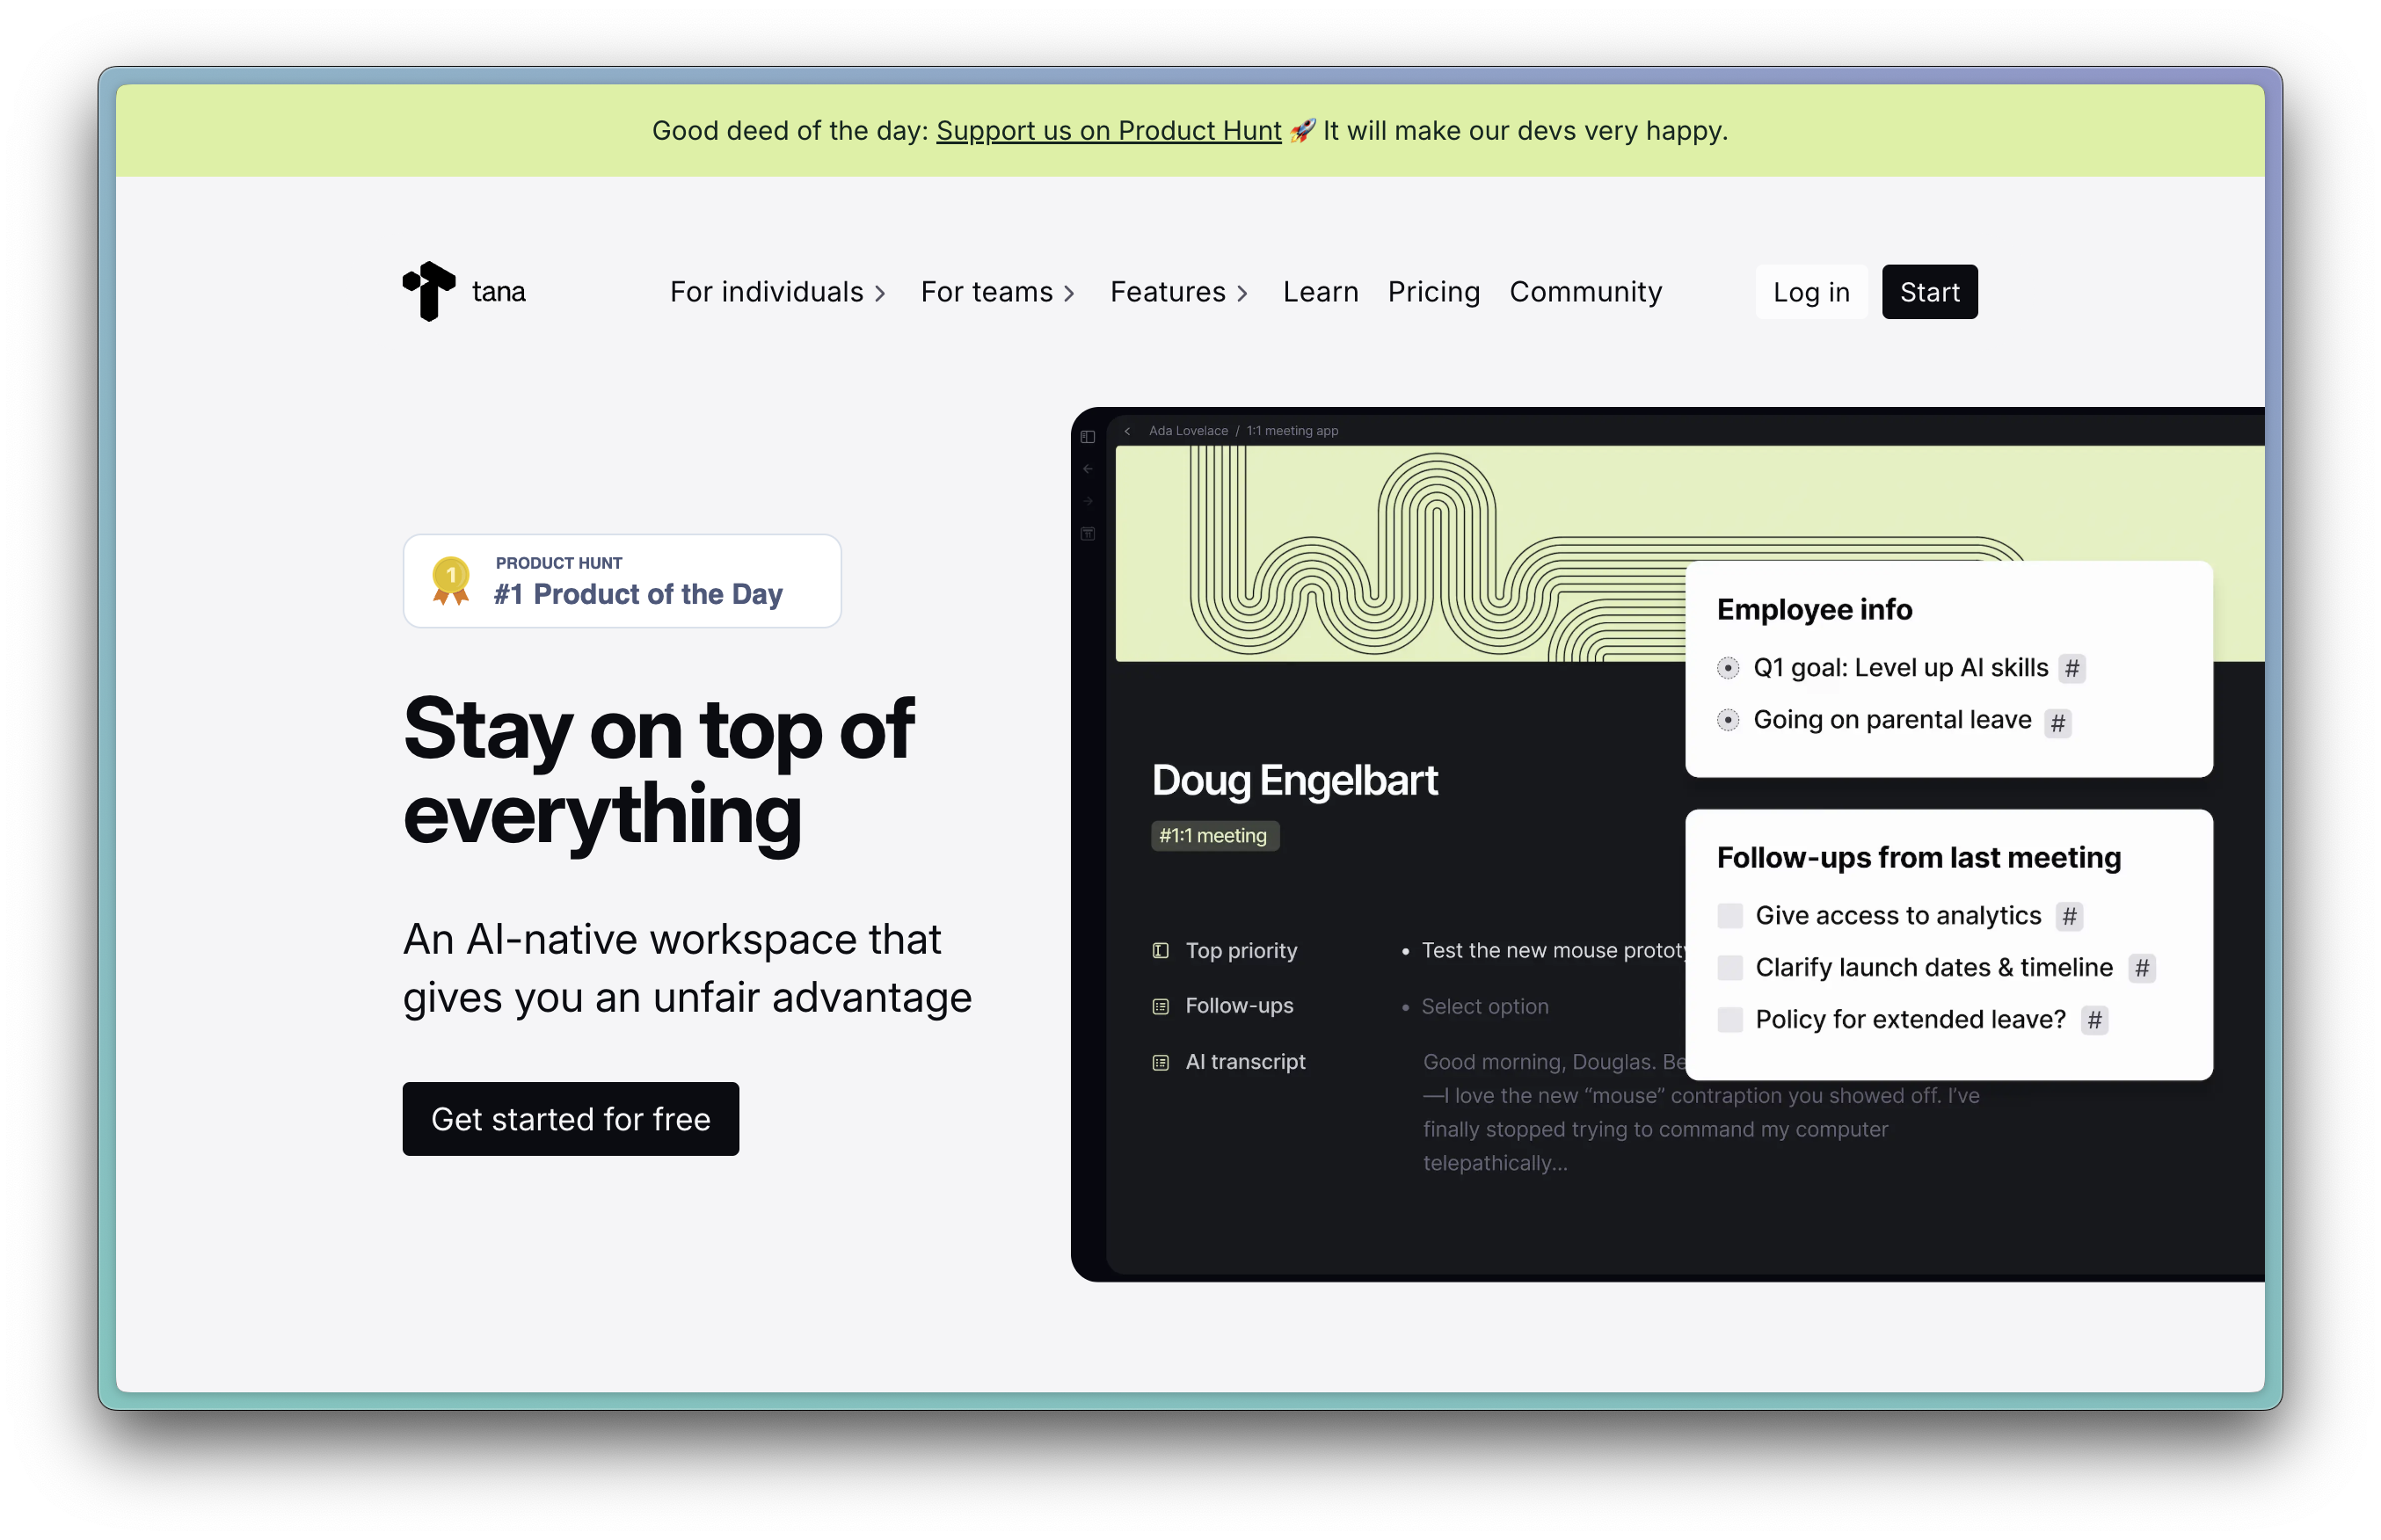 Good deed of the day: Support us on Product Hunt 🚀 It will make our devs very happy.
tana
For individuals
For teams
Features
Learn
Pricing
Community
Log in
Start
1
PRODUCT HUNT
#1 Product of the Day
Stay on top of
everything
An AI-native workspace that
gives you an unfair advantage
Get started for free
Ada Lovelace / 1:1 meeting app
Doug Engelbart
#1:1 meeting
Top priority
• Test the new mouse
Follow-ups
• Select option
AI transcript
Good morning, Douglas.
—I love the new “mouse” contraption you showed off. I’ve
finally stopped trying to command my computer
telepathically...
Employee info
Q1 goal: Level up AI skills #
Going on parental leave #
Follow-ups from last meeting
Give access to analytics #
Clarify launch dates & timeline #
Policy for extended leave? #